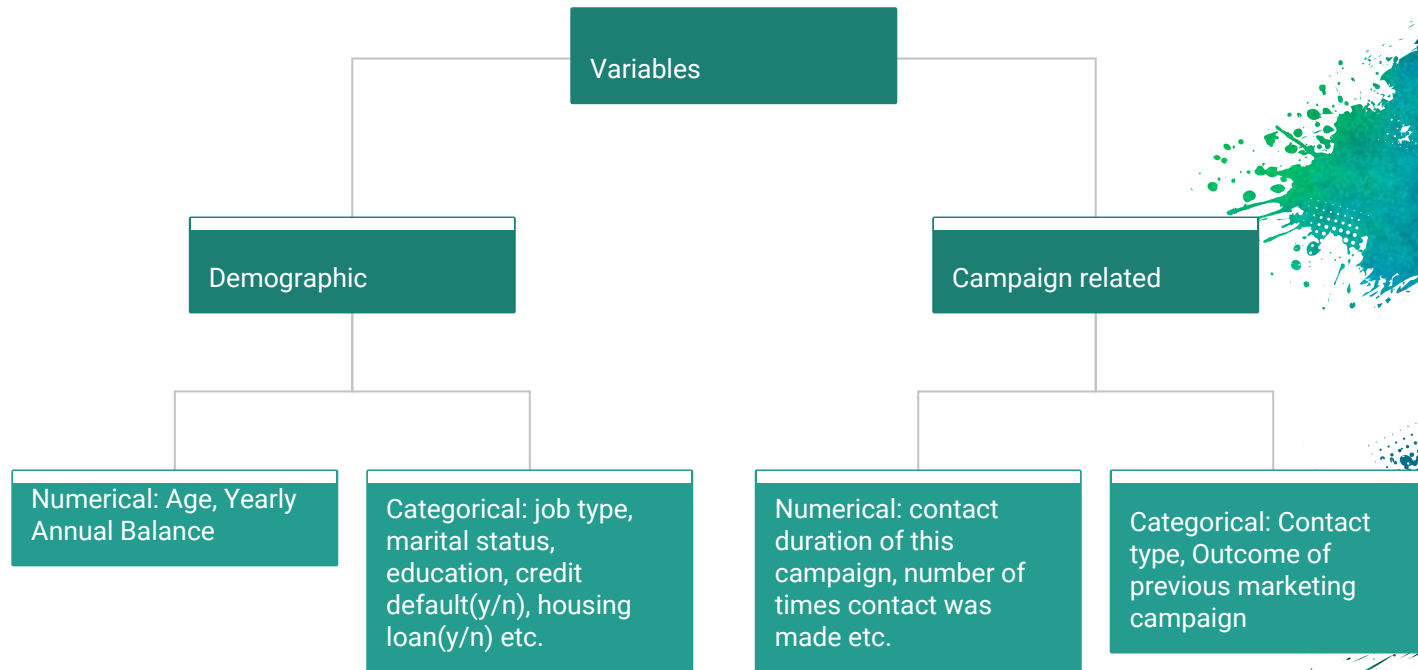 Variables
Demographic
Campaign related
Numerical: Age, Yearly
Annual Balance
Categorical: job type,
marital status,
education, credit
default(y/n), housing
loan(y/n) etc.
Numerical: contact
duration of this
campaign, number of
times contact was
made etc.
Categorical: Contact
type, Outcome of
previous marketing
campaign